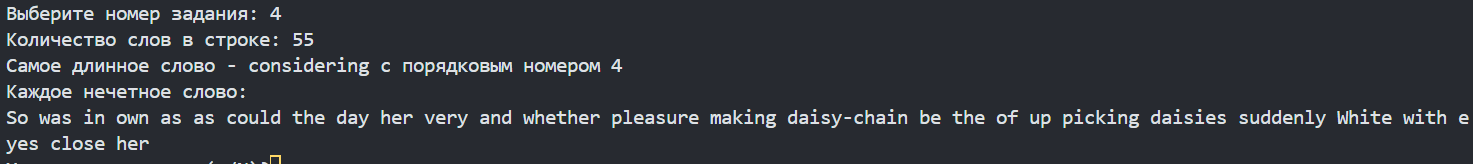 Выберите номер задания: 4
Количество слов в строке: 55
Самое длинное слово - considering с порядковым номером 4
Каждое нечетное слово:
So was in own as as could the day her very and whether pleasure making daisy-chain be the of up picking daisies suddenly White with e
yes close her